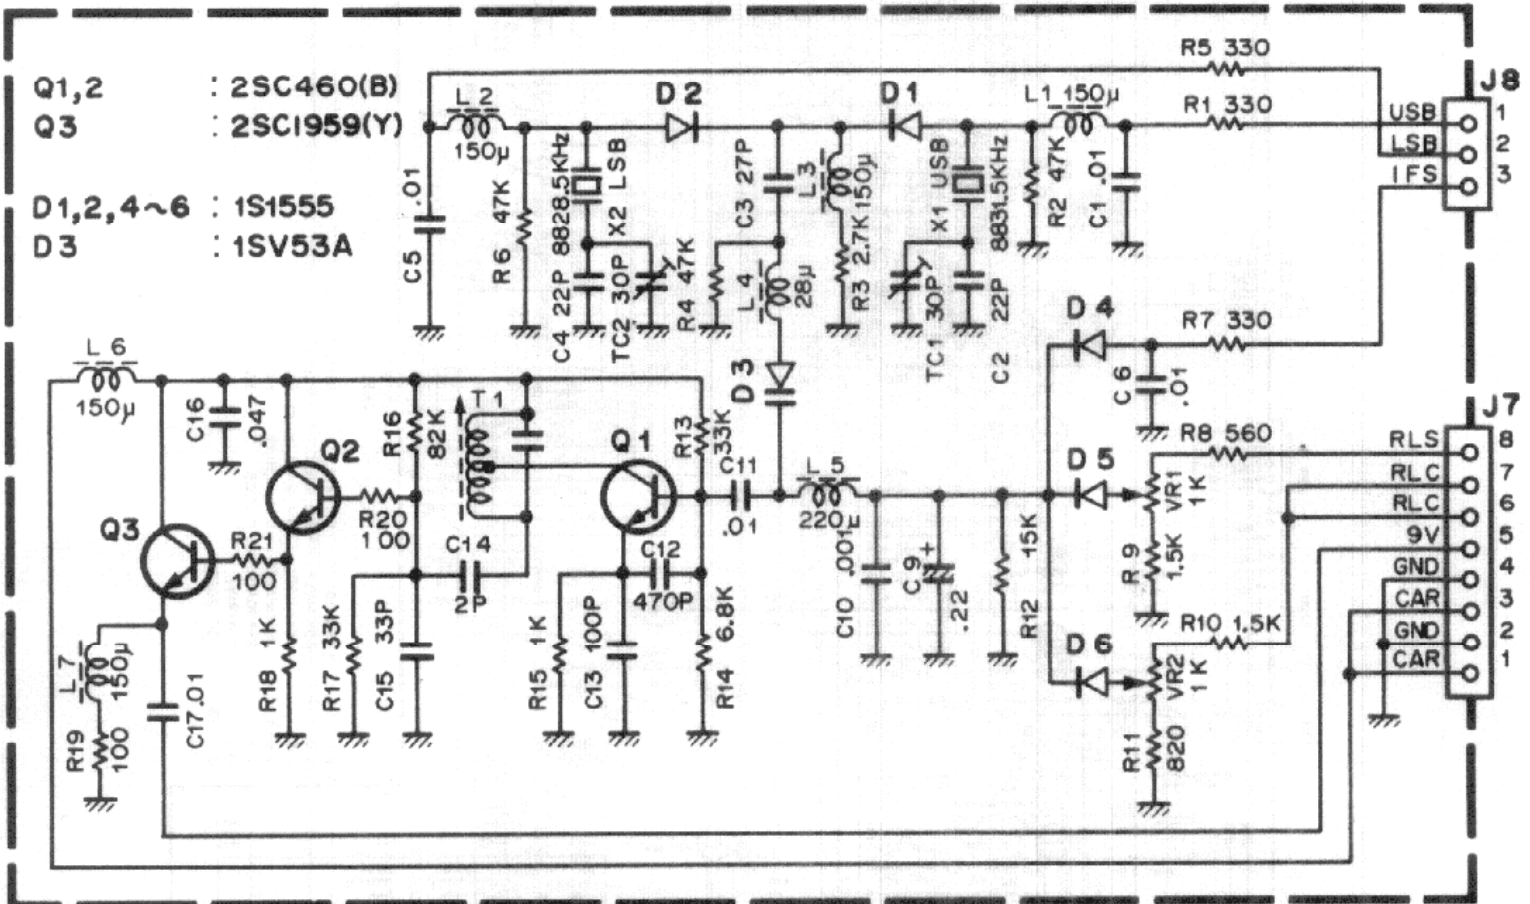 Q1,2 : 2SC460(B)
Q3 : 2SC1959(Y)
D1,2,4~6 : 1S1555
D3 : 1SV53A
R5 330
J8
L2
150μ
D2
D1
L1 150μ
R1 330
USB
1
LSB
2
IFS
3
C5 .01
R6 47K
8828.5KHz
X2 LSB
C4 22P
TC2 30P
C3 27P
R4 47K
L4
28μ
L3
150μ
R3 2.7K
X1 USB
8831.5KHz
TC1 30P
C2 22P
R2 47K
C1 .01
D4
R7 330
C6 .01
L6
150μ
C16 .047
R16 82K
T1
Q1
R13 33K
D3
C11
.01
L5
220μ
J7
Q2
R20
100
Q3
R21
100
C14
2P
C12
470P
C10 .001
C9 +
.22
R12 15K
D5
R8 560
VR1
1K
R9 1.5K
D6
R10 1.5K
VR2
1K
R11 820
RLS
8
RLC
7
RLC
6
9V
5
GND
4
CAR
3
GND
2
CAR
1
L7
150μ
R19 100
C17 .01
R18 1K
R17 33K
C15 33P
R15 1K
C13 100P
R14 6.8K